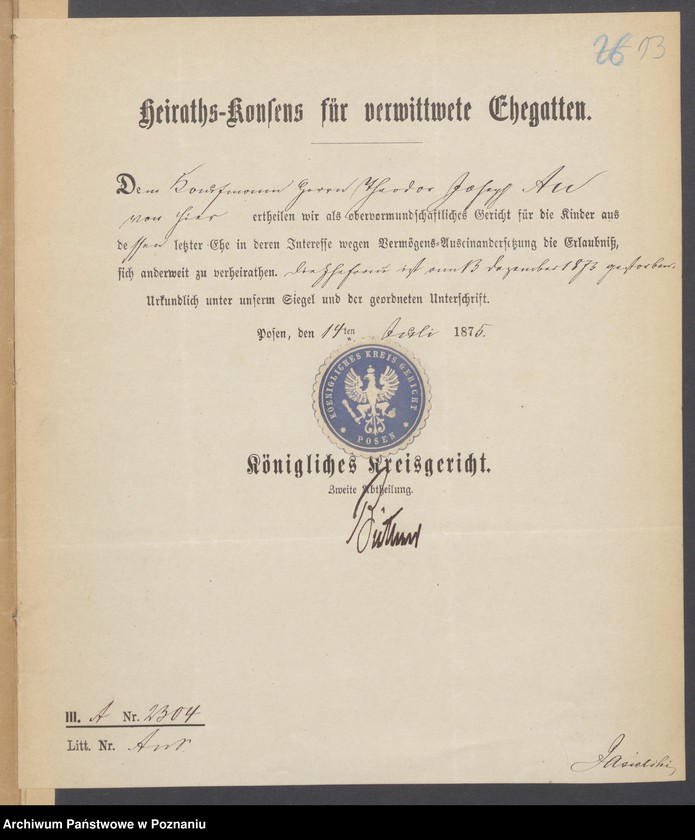 26 13
Heiraths-Konsens für verwittwete Ehegatten.
Dem Kaufmann Herrn Theodor Joseph Au
von hier ertheilen wir als obervormundschaftliches Gericht für die Kinder aus
dessen letzter Ehe in deren Interesse wegen Vermögens-Auseinandersetzung die Erlaubniß,
sich anderweit zu verheirathen. Die Ehefrau ist am 13 Dezember 1873 gestorben.
Urkundlich unter unserm Siegel und der geordneten Unterschrift.
Posen, den 14ten Juli 1875.
KOENIGLICHES KREIS GERICHT
* POSEN *
Königliches Kreisgericht.
Zweite Abtheilung.
III. A Nr. 2304
Litt. Nr.
Jasielski
Archiwum Państwowe w Poznaniu